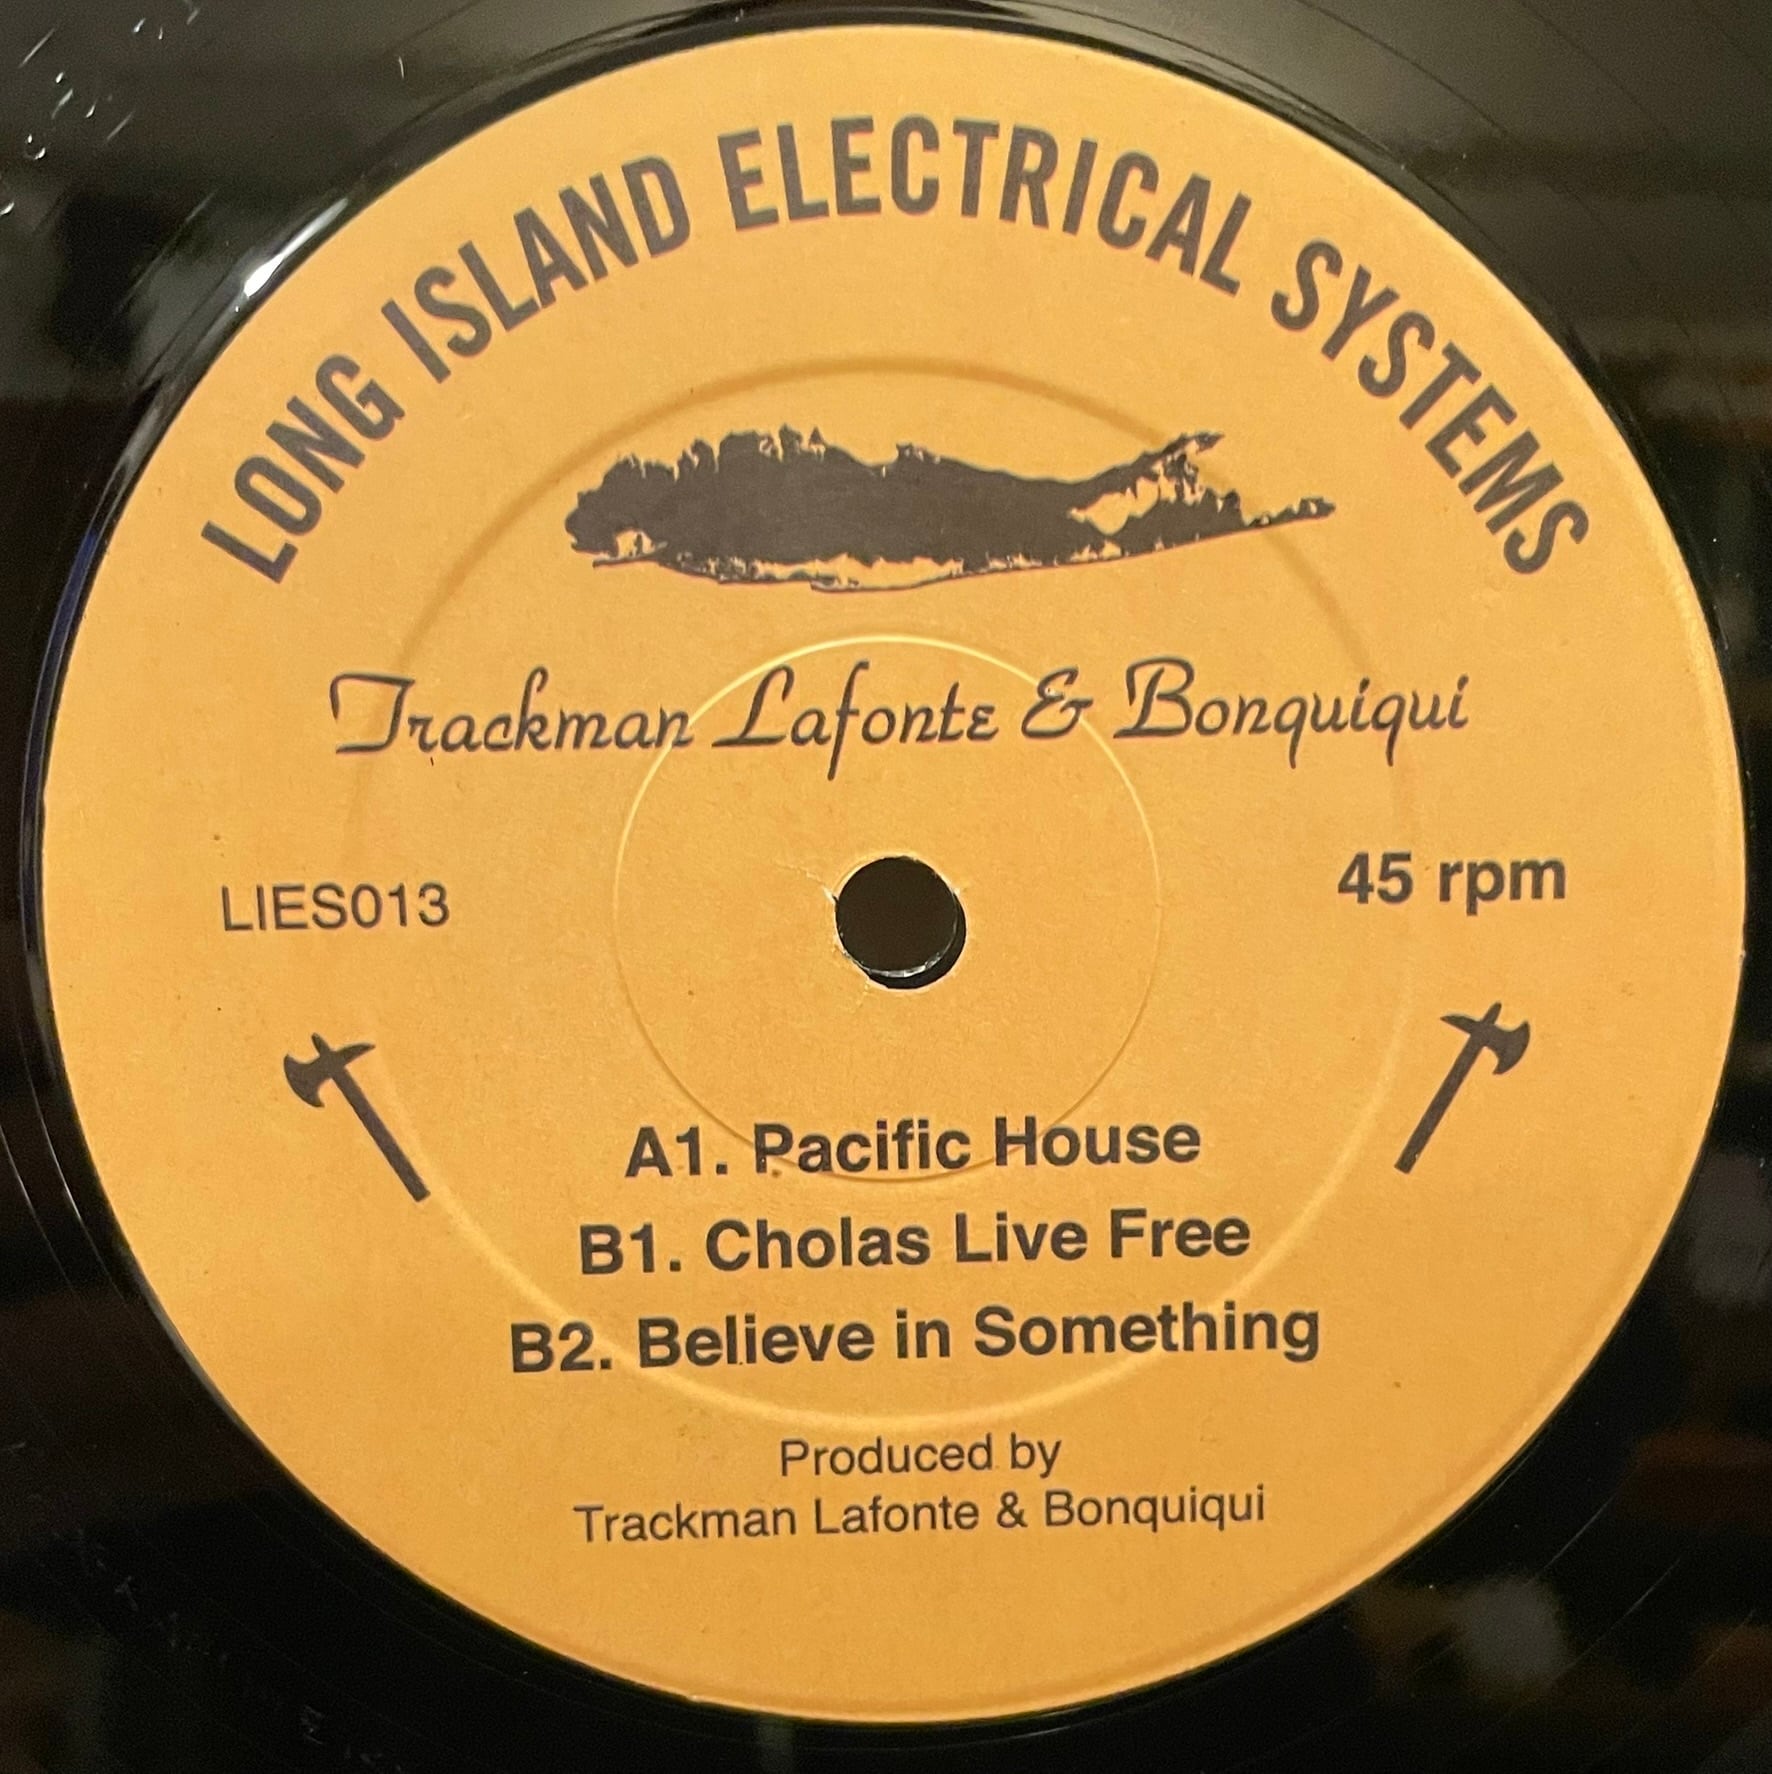 LONG ISLAND ELECTRICAL SYSTEMS
Trackman Lafonte & Bonquiqui
LIES013
45 rpm
A1. Pacific House
B1. Cholas Live Free
B2. Believe in Something
Produced by
Trackman Lafonte & Bonquiqui